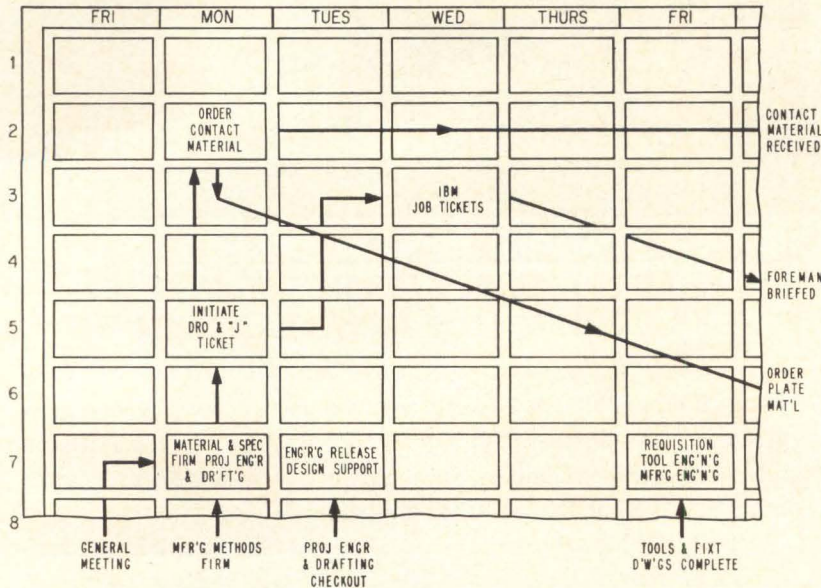 FRI MON TUES WED THURS FRI
1
2
3
4
5
6
7
8
ORDER
CONTACT
MATERIAL
CONTACT
MATERIAL
RECEIVED
IBM
JOB TICKETS
FOREMAN
BRIEFED
INITIATE
DRO & "J"
TICKET
ORDER
PLATE
MAT'L
MATERIAL & SPEC
FIRM PROJ ENG'R
& DR'FT'G
ENG'R'G RELEASE
DESIGN SUPPORT
REQUISITION
TOOL ENG'N'G
MFR'G ENG'N'G
GENERAL
MEETING
MFR'G METHODS
FIRM
PROJ ENGR
& DRAFTING
CHECKOUT
TOOLS & FIXT
D'W'GS COMPLETE